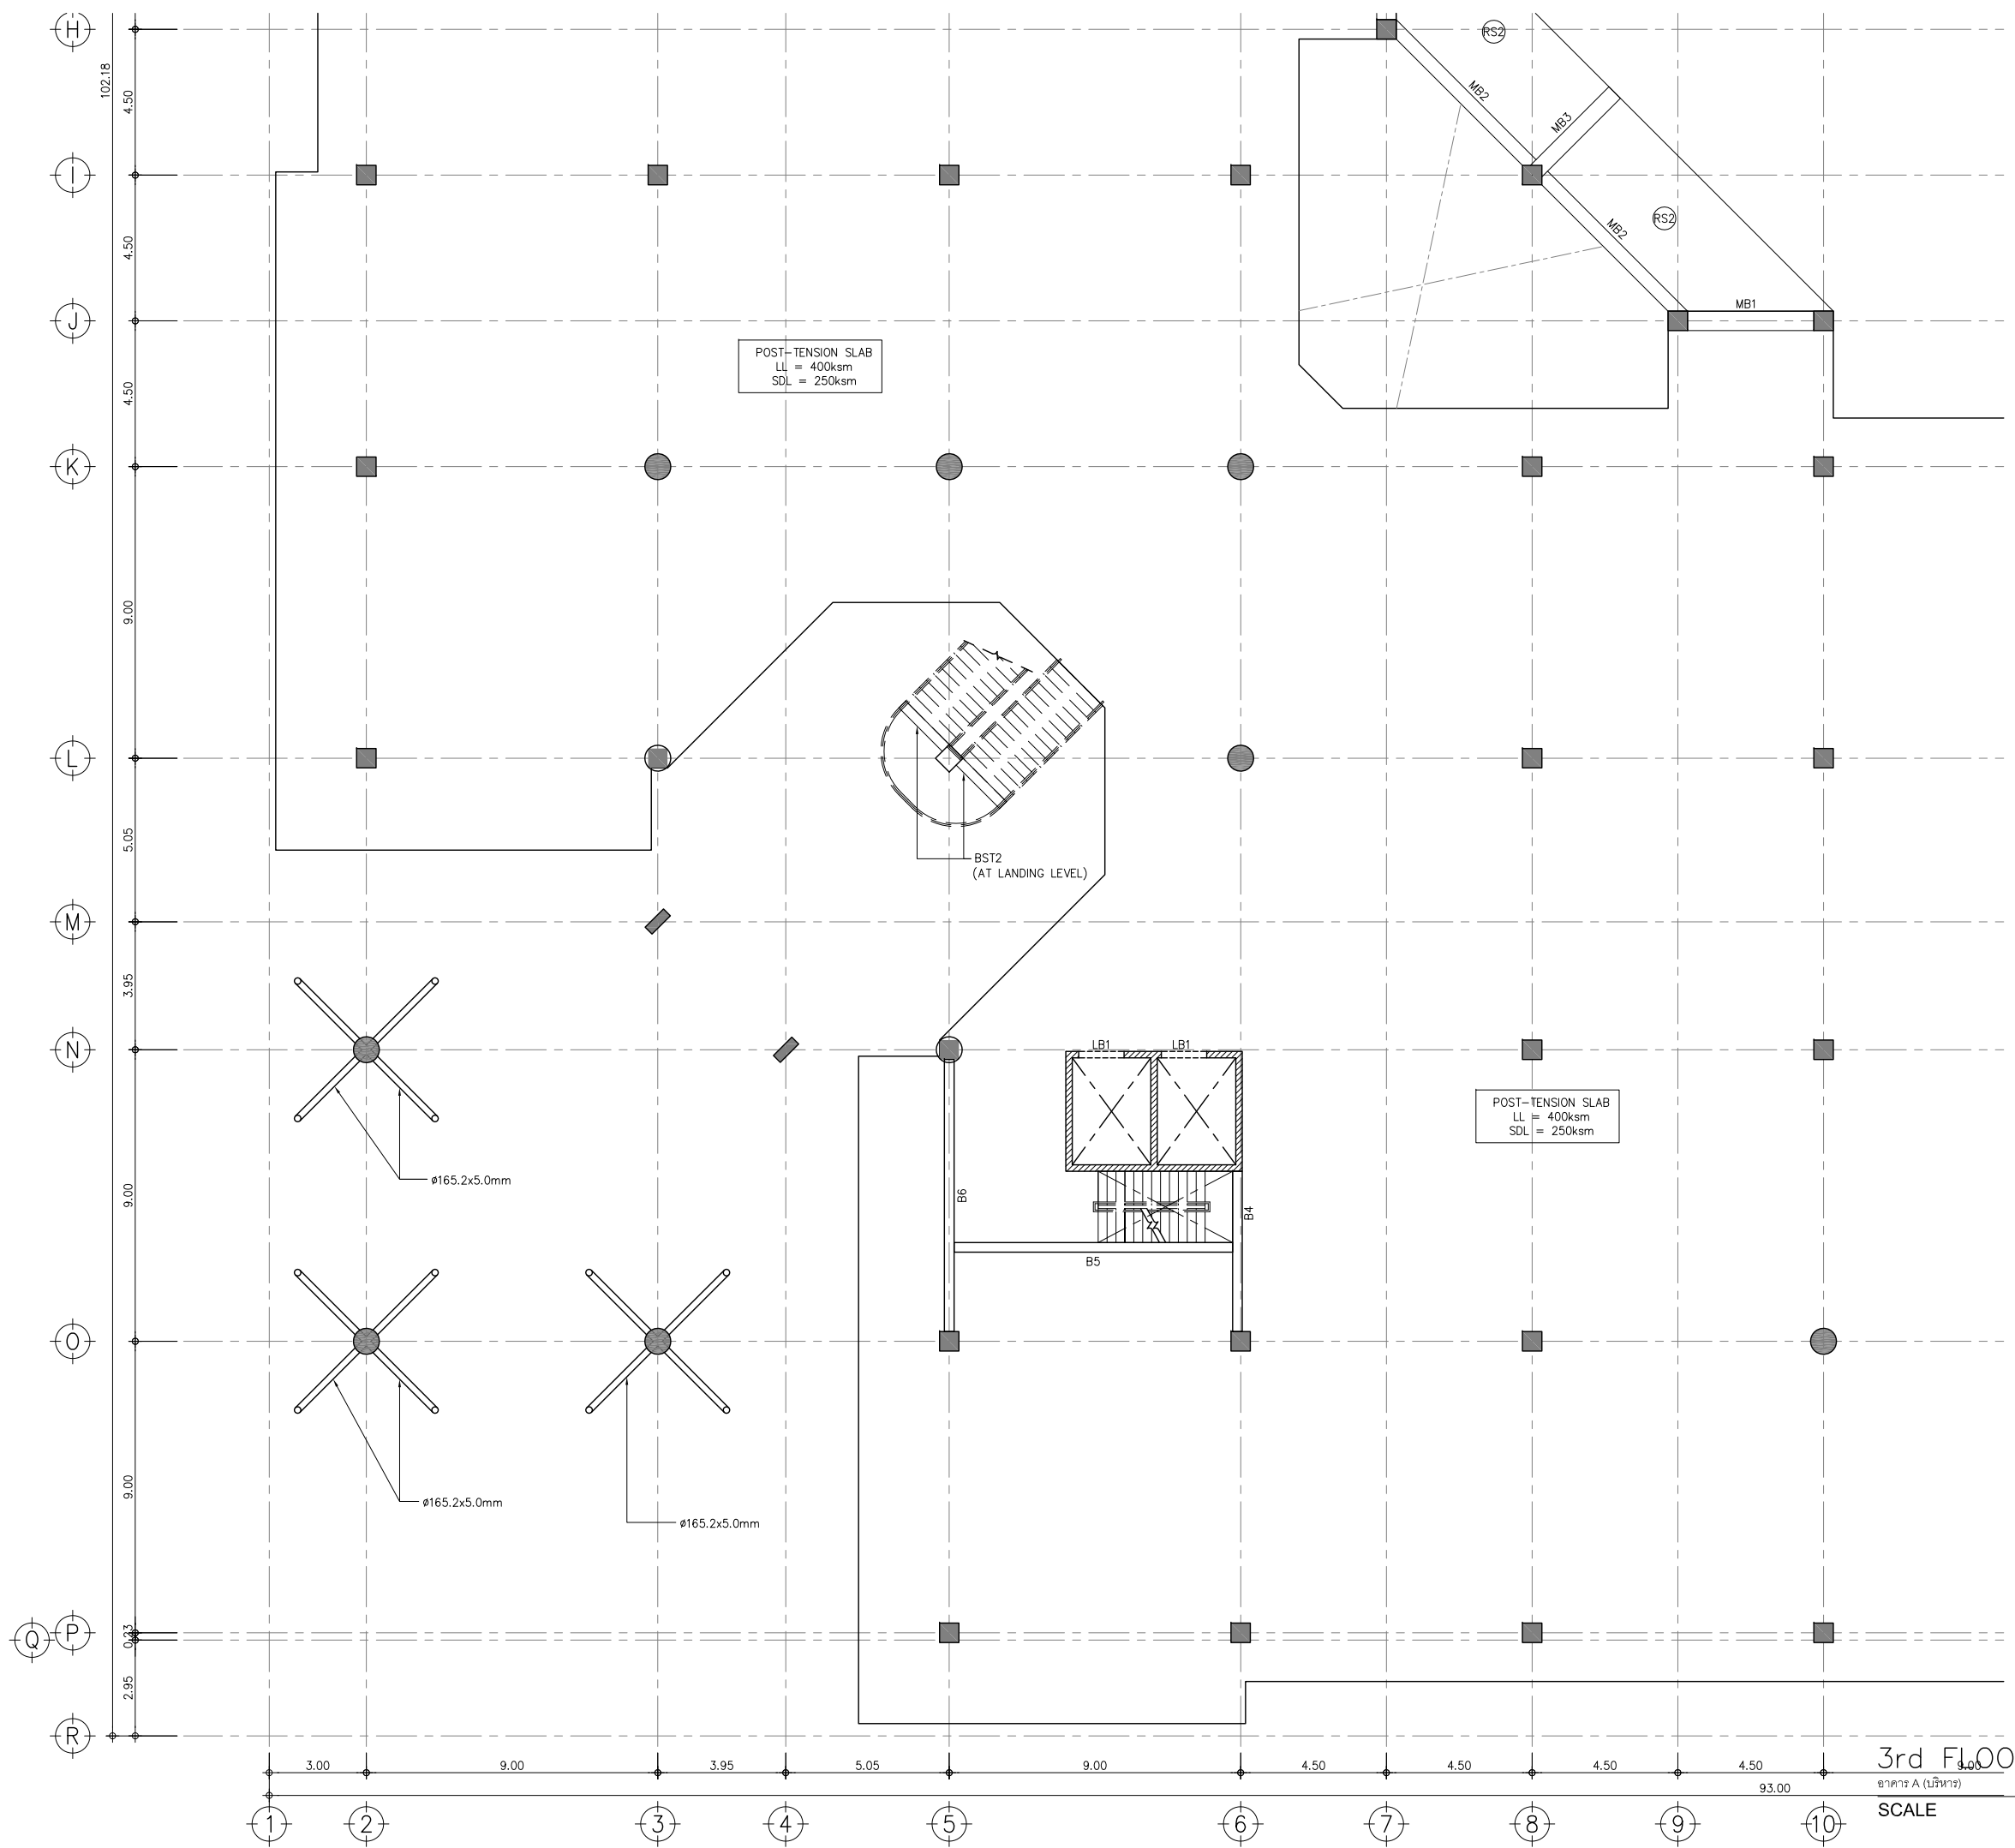 H
102.18
4.50
RS2
MB2
MB3
I
4.50
RS2
MB2
J
MB1
POST-TENSION SLAB
LL = 400ksm
SDL = 250ksm
4.50
K
9.00
L
5.05
BST2
(AT LANDING LEVEL)
M
3.95
N
LB1
LB1
POST-TENSION SLAB
LL = 400ksm
SDL = 250ksm
ø165.2x5.0mm
9.00
B6
B4
B5
O
9.00
ø165.2x5.0mm
ø165.2x5.0mm
P
Q
0.23
2.95
R
3.00
9.00
3.95
5.05
9.00
4.50
4.50
4.50
4.50
9.00
93.00
3rd FLOO
อาคาร A (บริหาร)
SCALE
1
2
3
4
5
6
7
8
9
10